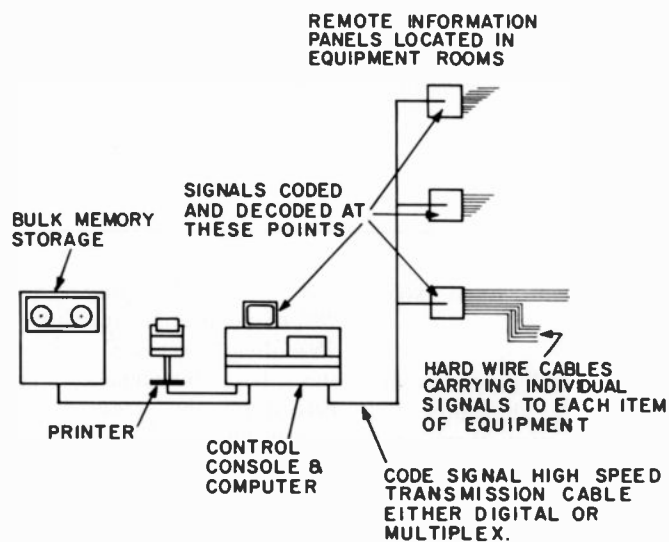 REMOTE INFORMATION
PANELS LOCATED IN
EQUIPMENT ROOMS
SIGNALS CODED
AND DECODED AT
THESE POINTS
BULK MEMORY
STORAGE
HARD WIRE CABLES
CARRYING INDIVIDUAL
SIGNALS TO EACH ITEM
OF EQUIPMENT
PRINTER
CONTROL
CONSOLE &
COMPUTER
CODE SIGNAL HIGH SPEED
TRANSMISSION CABLE
EITHER DIGITAL OR
MULTIPLEX.